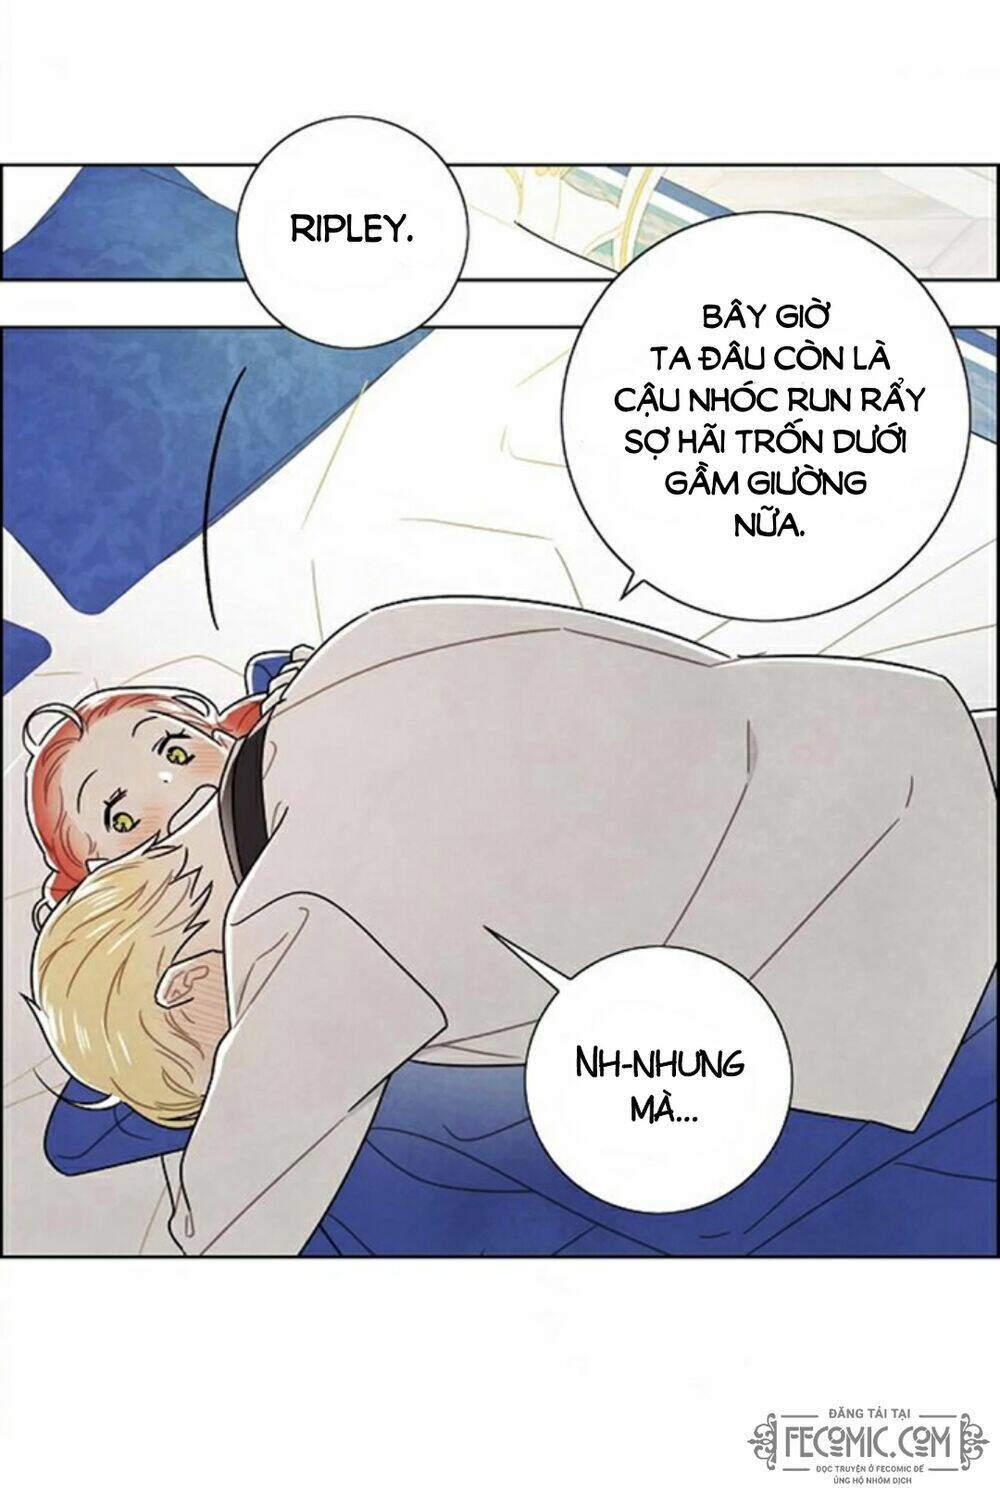 RIPLEY.
BÂY GIỜ
TA ĐÂU CÒN LÀ
CẬU NHÓC RUN RẨY
SỢ HÃI TRỐN DƯỚI
GẦM GIƯỜNG
NỮA.
NH-NHƯNG
MÀ...
ĐĂNG TẢI TẠI
FECOMIC.COM
ĐỌC TRUYỆN Ở FECOMIC ĐỂ
ỦNG HỘ NHÓM DỊCH